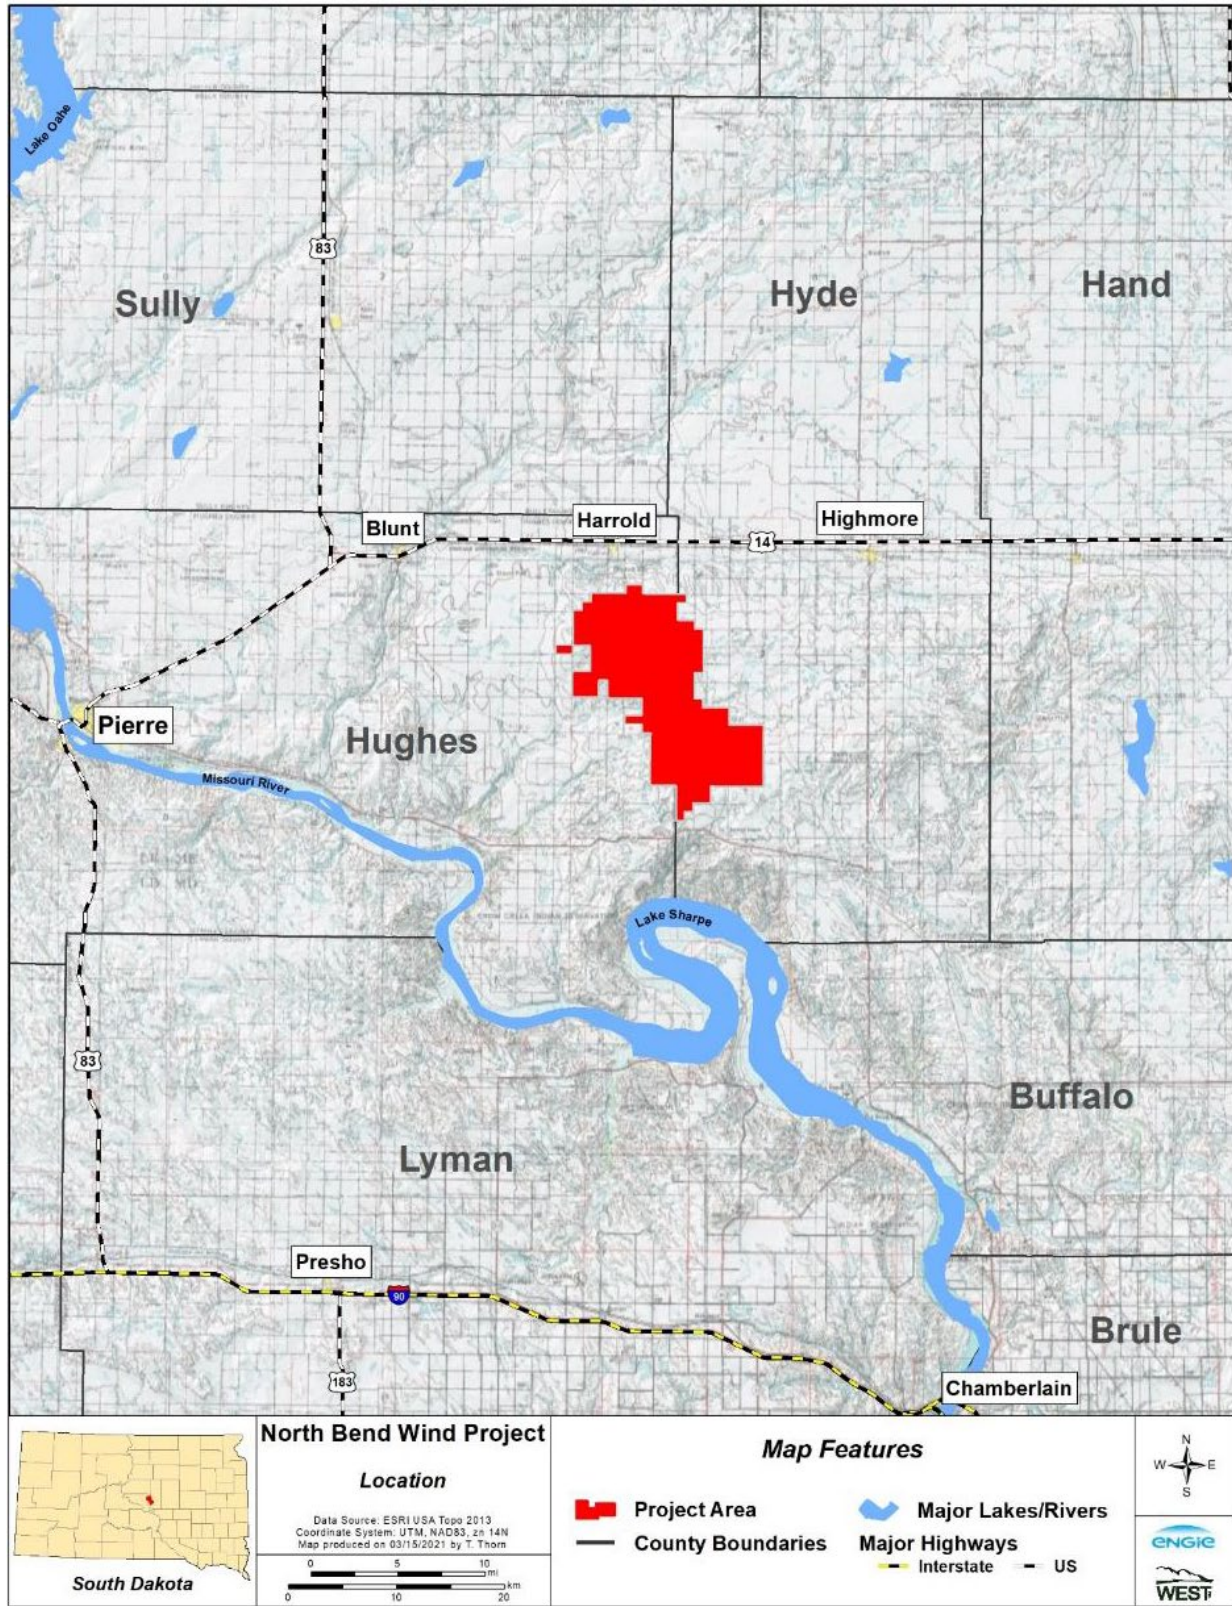 Lake Oahe
83
Sully
Hyde
Hand
Blunt
Harrold
Highmore
14
Pierre
Hughes
Missouri River
Lake Sharpe
83
Buffalo
Lyman
Presho
90
Brule
183
Chamberlain
South Dakota
North Bend Wind Project
Location
Data Source: ESRI USA Topo 2013
Coordinate System: UTM, NAD83, zn 14N
Map produced on 03/15/2021 by T. Thorn
0 5 10
mi
km
0 10 20
Map Features
Project Area
Major Lakes/Rivers
County Boundaries
Major Highways
Interstate
US
N
W E
S
ENGIE
WEST